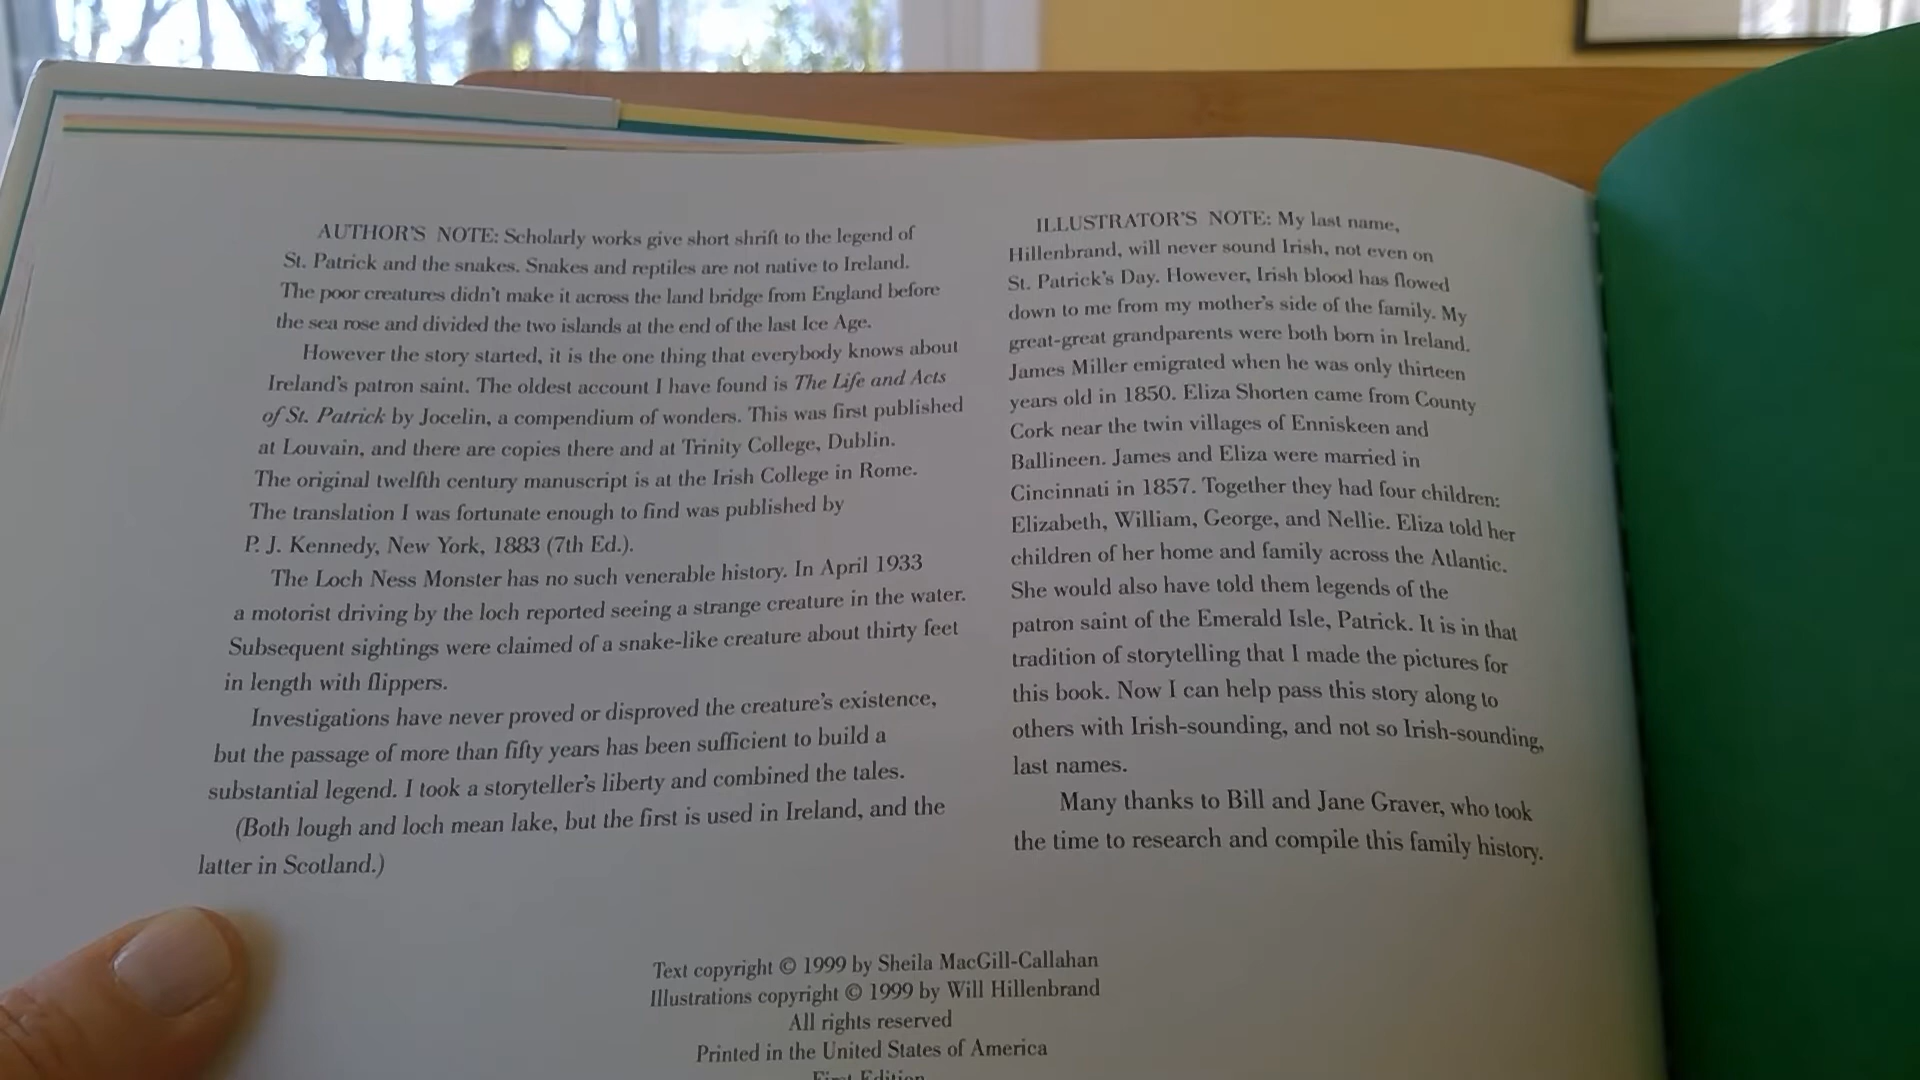 AUTHOR'S NOTE: Scholarly works give short shrift to the legend of
St. Patrick and the snakes. Snakes and reptiles are not native to Ireland.
The poor creatures didn't make it across the land bridge from England before
the sea rose and divided the two islands at the end of the last Ice Age.
However the story started, it is the one thing that everybody knows about
Ireland's patron saint. The oldest account I have found is The Life and Acts
of St. Patrick by Jocelin, a compendium of wonders. This was first published
at Louvain, and there are copies there and at Trinity College, Dublin.
The original twelfth century manuscript is at the Irish College in Rome.
The translation I was fortunate enough to find was published by
P. J. Kennedy, New York, 1883 (7th Ed.).
The Loch Ness Monster has no such venerable history. In April 1933
a motorist driving by the loch reported seeing a strange creature in the water.
Subsequent sightings were claimed of a snake-like creature about thirty feet
in length with flippers.
Investigations have never proved or disproved the creature's existence,
but the passage of more than fifty years has been sufficient to build a
substantial legend. I took a storyteller's liberty and combined the tales.
(Both lough and loch mean lake, but the first is used in Ireland, and the
latter in Scotland.)
ILLUSTRATOR'S NOTE: My last name,
Hillenbrand, will never sound Irish, not even on
St. Patrick's Day. However, Irish blood has flowed
down to me from my mother's side of the family. My
great-great grandparents were both born in Ireland.
James Miller emigrated when he was only thirteen
years old in 1850. Eliza Shorten came from County
Cork near the twin villages of Enniskeen and
Ballineen. James and Eliza were married in
Cincinnati in 1857. Together they had four children:
Elizabeth, William, George, and Nellie. Eliza told her
children of her home and family across the Atlantic.
She would also have told them legends of the
patron saint of the Emerald Isle, Patrick. It is in that
tradition of storytelling that I made the pictures for
this book. Now I can help pass this story along to
others with Irish-sounding, and not so Irish-sounding,
last names.
Many thanks to Bill and Jane Graver, who took
the time to research and compile this family history.
Text copyright © 1999 by Sheila MacGill-Callahan
Illustrations copyright © 1999 by Will Hillenbrand
All rights reserved
Printed in the United States of America
First Edition